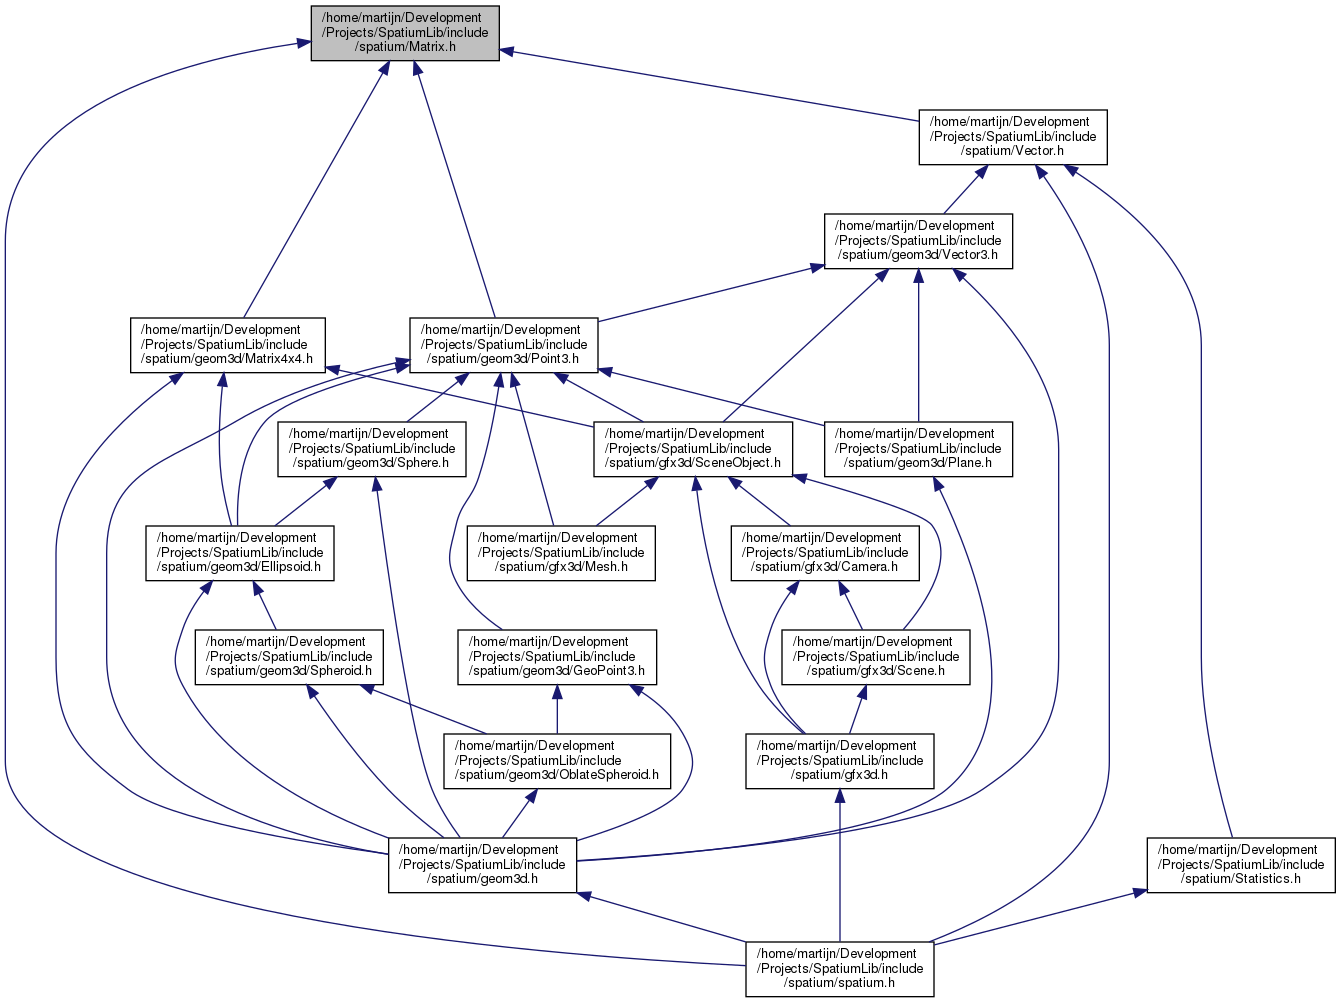 /home/martijn/Development
/Projects/SpatiumLib/include
/spatium/Matrix.h
/home/martijn/Development
/Projects/SpatiumLib/include
/spatium/Vector.h
/home/martijn/Development
/Projects/SpatiumLib/include
/spatium/geom3d/Vector3.h
/home/martijn/Development
/Projects/SpatiumLib/include
/spatium/geom3d/Matrix4x4.h
/home/martijn/Development
/Projects/SpatiumLib/include
/spatium/geom3d/Point3.h
/home/martijn/Development
/Projects/SpatiumLib/include
/spatium/geom3d/Sphere.h
/home/martijn/Development
/Projects/SpatiumLib/include
/spatium/gfx3d/SceneObject.h
/home/martijn/Development
/Projects/SpatiumLib/include
/spatium/geom3d/Plane.h
/home/martijn/Development
/Projects/SpatiumLib/include
/spatium/geom3d/Ellipsoid.h
/home/martijn/Development
/Projects/SpatiumLib/include
/spatium/gfx3d/Mesh.h
/home/martijn/Development
/Projects/SpatiumLib/include
/spatium/gfx3d/Camera.h
/home/martijn/Development
/Projects/SpatiumLib/include
/spatium/geom3d/Spheroid.h
/home/martijn/Development
/Projects/SpatiumLib/include
/spatium/geom3d/GeoPoint3.h
/home/martijn/Development
/Projects/SpatiumLib/include
/spatium/gfx3d/Scene.h
/home/martijn/Development
/Projects/SpatiumLib/include
/spatium/geom3d/OblateSpheroid.h
/home/martijn/Development
/Projects/SpatiumLib/include
/spatium/gfx3d.h
/home/martijn/Development
/Projects/SpatiumLib/include
/spatium/geom3d.h
/home/martijn/Development
/Projects/SpatiumLib/include
/spatium/Statistics.h
/home/martijn/Development
/Projects/SpatiumLib/include
/spatium/spatium.h